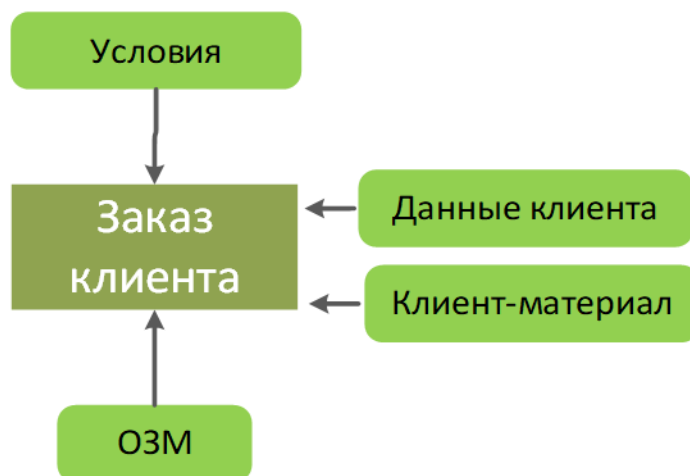 Условия
Заказ
клиента
Данные клиента
Клиент-материал
ОЗМ